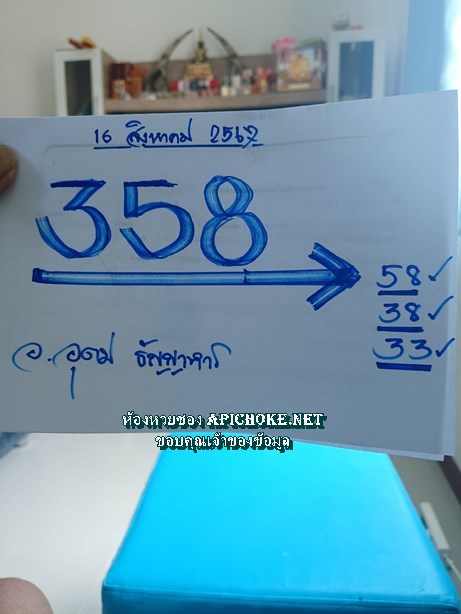 16 สิงหาคม 2567
358
58 ✓
38 ✓
33 ✓
อ. อุดม ธัญญาหาร
ห้องหวยซอง APICHOKE.NET
ขอบคุณเจ้าของข้อมูล